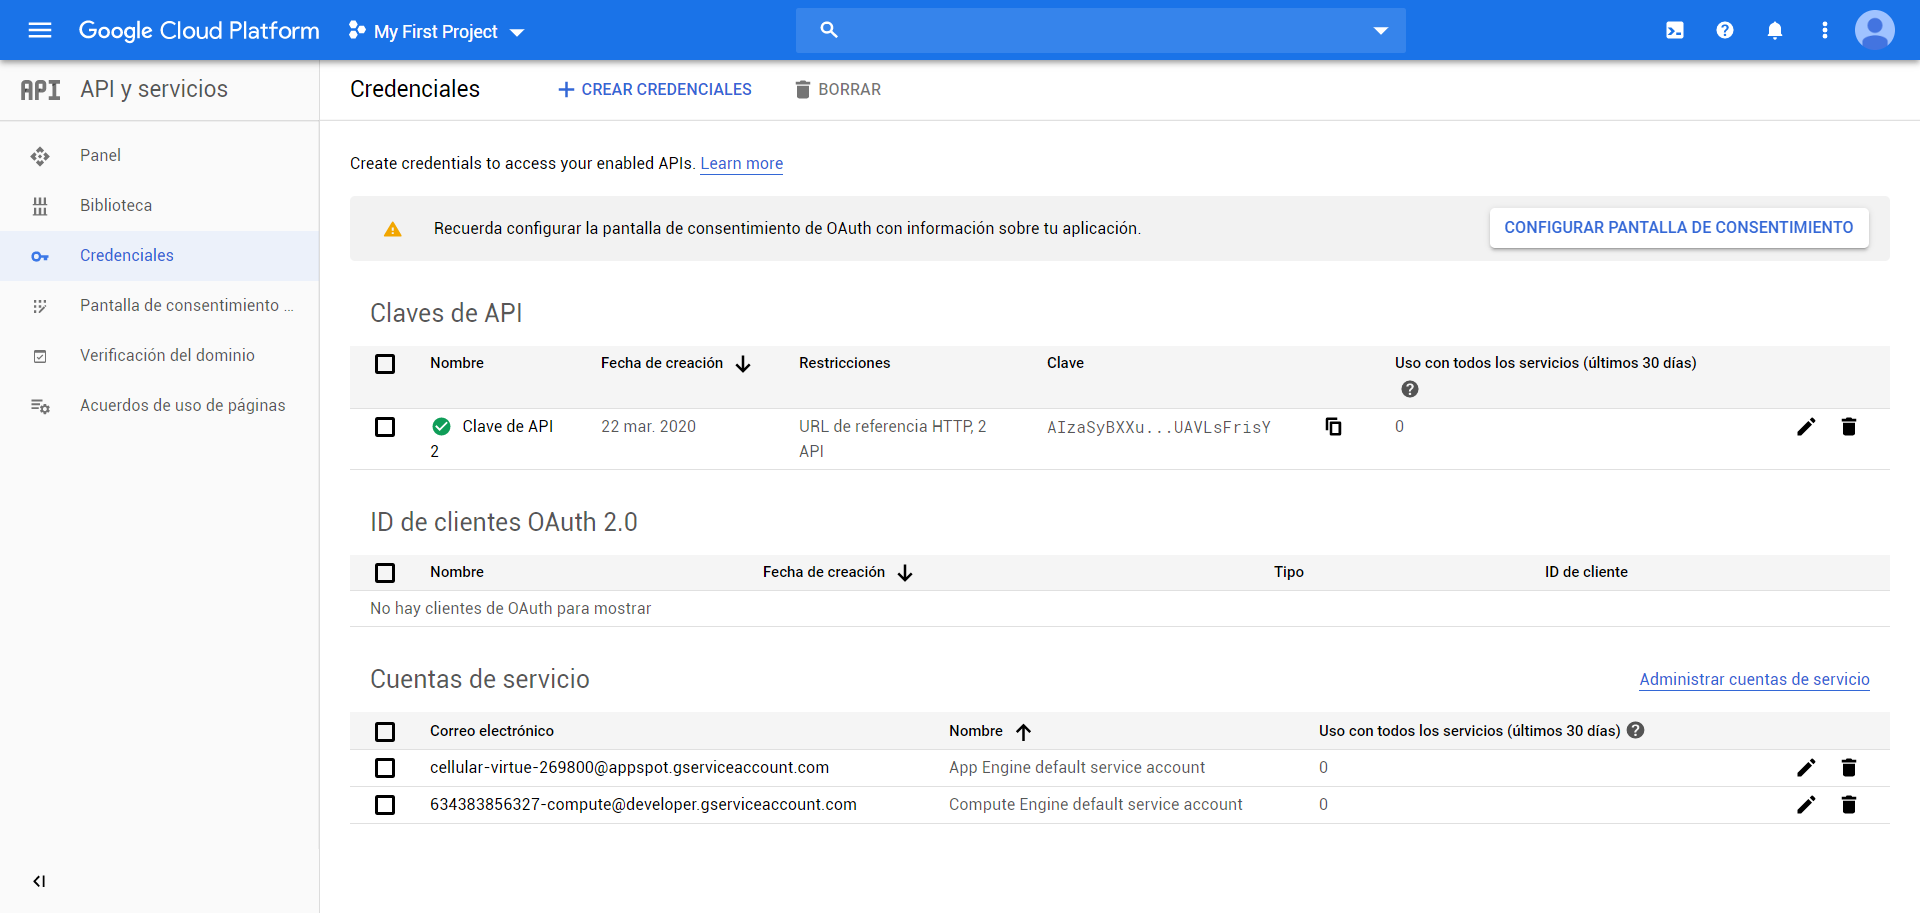 Google Cloud Platform My First Project
API API y servicios
Credenciales CREAR CREDENCIALES BORRAR
Panel
Biblioteca
Credenciales
Pantalla de consentimiento ...
Verificación del dominio
Acuerdos de uso de páginas
Create credentials to access your enabled APIs. Learn more
Recuerda configurar la pantalla de consentimiento de OAuth con información sobre tu aplicación. CONFIGURAR PANTALLA DE CONSENTIMIENTO
Claves de API
Nombre Fecha de creación Restricciones Clave Uso con todos los servicios (últimos 30 días)
Clave de API 22 mar. 2020 URL de referencia HTTP, 2 AIzaSyBXXu...UAVLsFrisY 0
2 API
ID de clientes OAuth 2.0
Nombre Fecha de creación Tipo ID de cliente
No hay clientes de OAuth para mostrar
Cuentas de servicio Administrar cuentas de servicio
Correo electrónico Nombre Uso con todos los servicios (últimos 30 días)
cellular-virtue-269800@appspot.gserviceaccount.com App Engine default service account 0
634383856327-compute@developer.gserviceaccount.com Compute Engine default service account 0